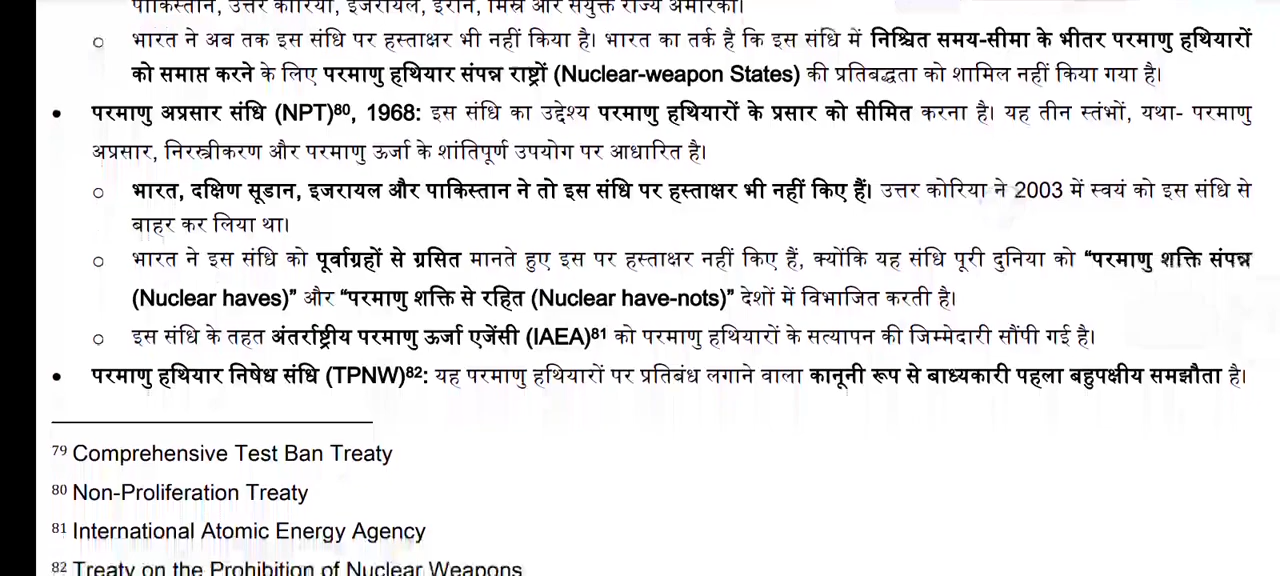 पाकिस्तान, उत्तर कोरिया, इजरायल, ईरान, मिस्र और संयुक्त राज्य अमेरिका।
o भारत ने अब तक इस संधि पर हस्ताक्षर भी नहीं किया है। भारत का तर्क है कि इस संधि में निश्चित समय-सीमा के भीतर परमाणु हथियारों
को समाप्त करने के लिए परमाणु हथियार संपन्न राष्ट्रों (Nuclear-weapon States) की प्रतिबद्धता को शामिल नहीं किया गया है।
• परमाणु अप्रसार संधि (NPT)⁸⁰, 1968: इस संधि का उद्देश्य परमाणु हथियारों के प्रसार को सीमित करना है। यह तीन स्तंभों, यथा- परमाणु
अप्रसार, निरस्त्रीकरण और परमाणु ऊर्जा के शांतिपूर्ण उपयोग पर आधारित है।
o भारत, दक्षिण सूडान, इजरायल और पाकिस्तान ने तो इस संधि पर हस्ताक्षर भी नहीं किए हैं। उत्तर कोरिया ने 2003 में स्वयं को इस संधि से
बाहर कर लिया था।
o भारत ने इस संधि को पूर्वाग्रहों से ग्रसित मानते हुए इस पर हस्ताक्षर नहीं किए हैं, क्योंकि यह संधि पूरी दुनिया को “परमाणु शक्ति संपन्न
(Nuclear haves)” और “परमाणु शक्ति से रहित (Nuclear have-nots)” देशों में विभाजित करती है।
o इस संधि के तहत अंतर्राष्ट्रीय परमाणु ऊर्जा एजेंसी (IAEA)⁸¹ को परमाणु हथियारों के सत्यापन की जिम्मेदारी सौंपी गई है।
• परमाणु हथियार निषेध संधि (TPNW)⁸²: यह परमाणु हथियारों पर प्रतिबंध लगाने वाला कानूनी रूप से बाध्यकारी पहला बहुपक्षीय समझौता है।
⁷⁹ Comprehensive Test Ban Treaty
⁸⁰ Non-Proliferation Treaty
⁸¹ International Atomic Energy Agency
⁸² Treaty on the Prohibition of Nuclear Weapons